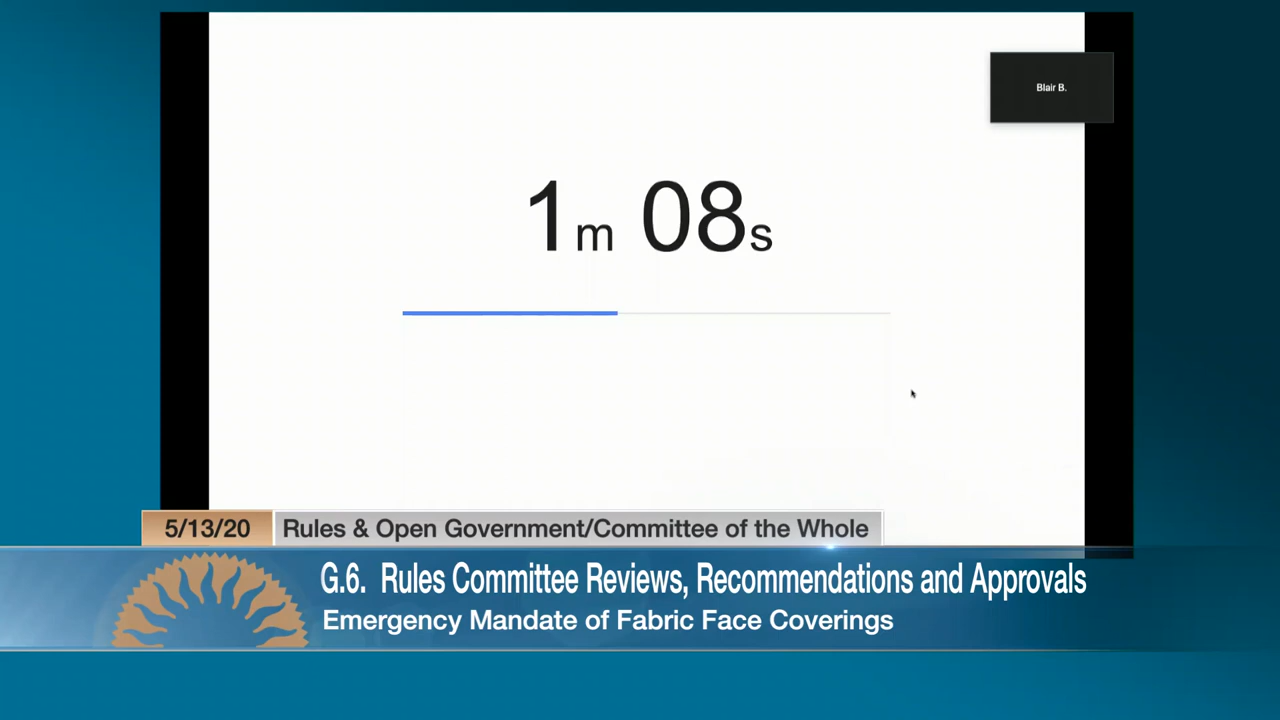 Blair B.
1m 08s
5/13/20 Rules & Open Government/Committee of the Whole
G.6. Rules Committee Reviews, Recommendations and Approvals
Emergency Mandate of Fabric Face Coverings